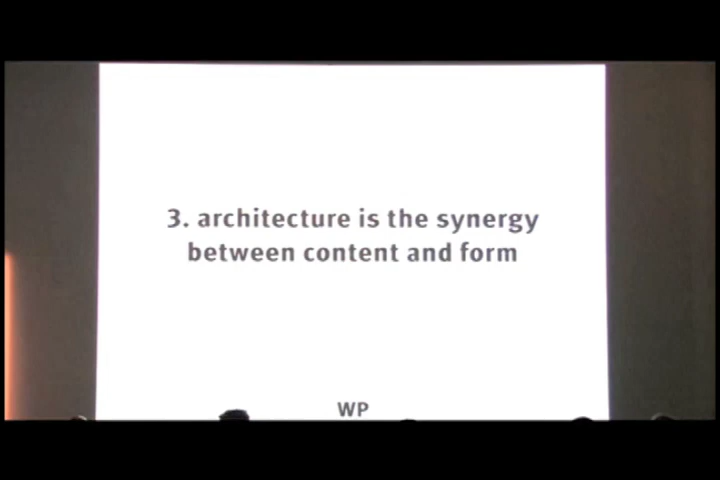 3. architecture is the synergy
between content and form
WP